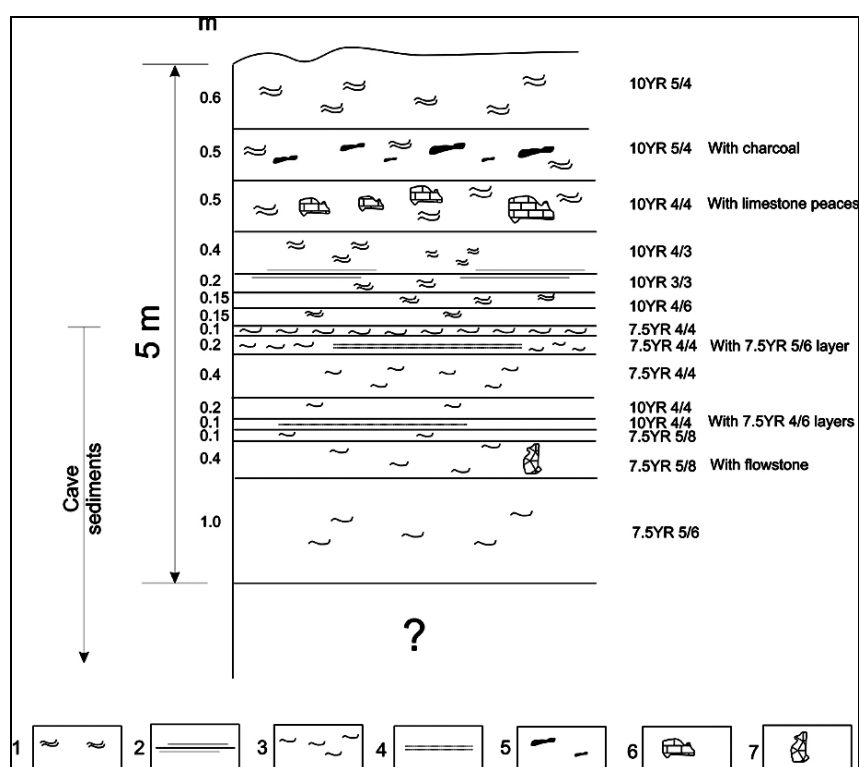 m
0.6 10YR 5/4
0.5 10YR 5/4 With charcoal
0.5 10YR 4/4 With limestone peaces
0.4 10YR 4/3
0.2 10YR 3/3
0.15 10YR 4/6
0.15
0.1 7.5YR 4/4
0.2 7.5YR 4/4 With 7.5YR 5/6 layer
0.4 7.5YR 4/4
0.2 10YR 4/4
0.1 10YR 4/4 With 7.5YR 4/6 layers
0.1 7.5YR 5/8
0.4 7.5YR 5/8 With flowstone
1.0 7.5YR 5/6
5 m
Cave
sediments
?
1 2 3 4 5 6 7